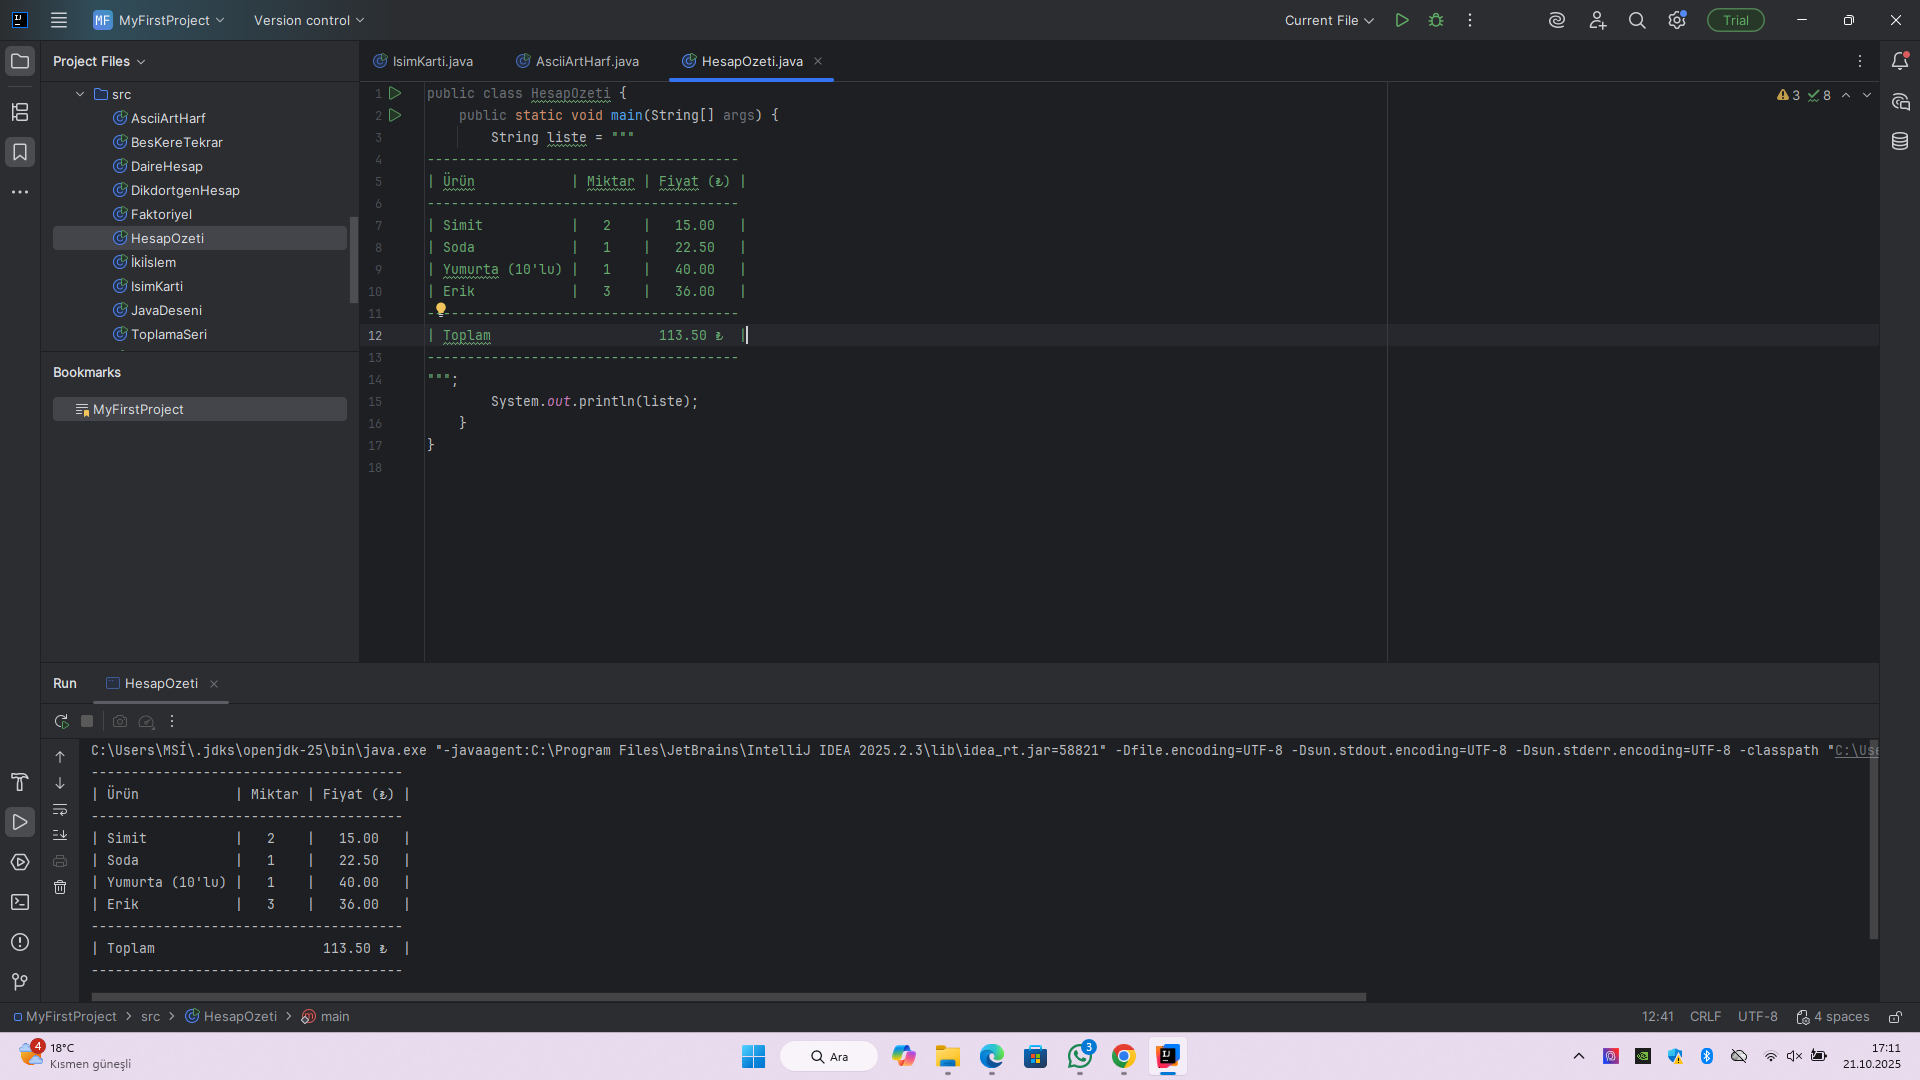 MF MyFirstProject Version control Current File Trial
Project Files
IsimKarti.java AsciiArtHarf.java HesapOzeti.java
src
AsciiArtHarf
BesKereTekrar
DaireHesap
DikdortgenHesap
Faktoriyel
HesapOzeti
İkiİslem
IsimKarti
JavaDeseni
ToplamaSeri
Bookmarks
MyFirstProject
3 8
1 public class HesapOzeti {
2 public static void main(String[] args) {
3 String liste = """
4 ---------------------------------------
5 | Ürün            | Miktar | Fiyat (₺) |
6 ---------------------------------------
7 | Simit           |   2    |   15.00   |
8 | Soda            |   1    |   22.50   |
9 | Yumurta (10'lu) |   1    |   40.00   |
10 | Erik            |   3    |   36.00   |
11 ---------------------------------------
12 | Toplam                     113.50 ₺  |
13 ---------------------------------------
14 """;
15 System.out.println(liste);
16 }
17 }
18
Run HesapOzeti
C:\Users\MSİ\.jdks\openjdk-25\bin\java.exe "-javaagent:C:\Program Files\JetBrains\IntelliJ IDEA 2025.2.3\lib\idea_rt.jar=58821" -Dfile.encoding=UTF-8 -Dsun.stdout.encoding=UTF-8 -Dsun.stderr.encoding=UTF-8 -classpath "C:\Use
---------------------------------------
| Ürün            | Miktar | Fiyat (₺) |
---------------------------------------
| Simit           |   2    |   15.00   |
| Soda            |   1    |   22.50   |
| Yumurta (10'lu) |   1    |   40.00   |
| Erik            |   3    |   36.00   |
---------------------------------------
| Toplam                     113.50 ₺  |
---------------------------------------
MyFirstProject > src > HesapOzeti > main 12:41 CRLF UTF-8 4 spaces
4 18°C
Kısmen güneşli
Ara
3
17:11
21.10.2025